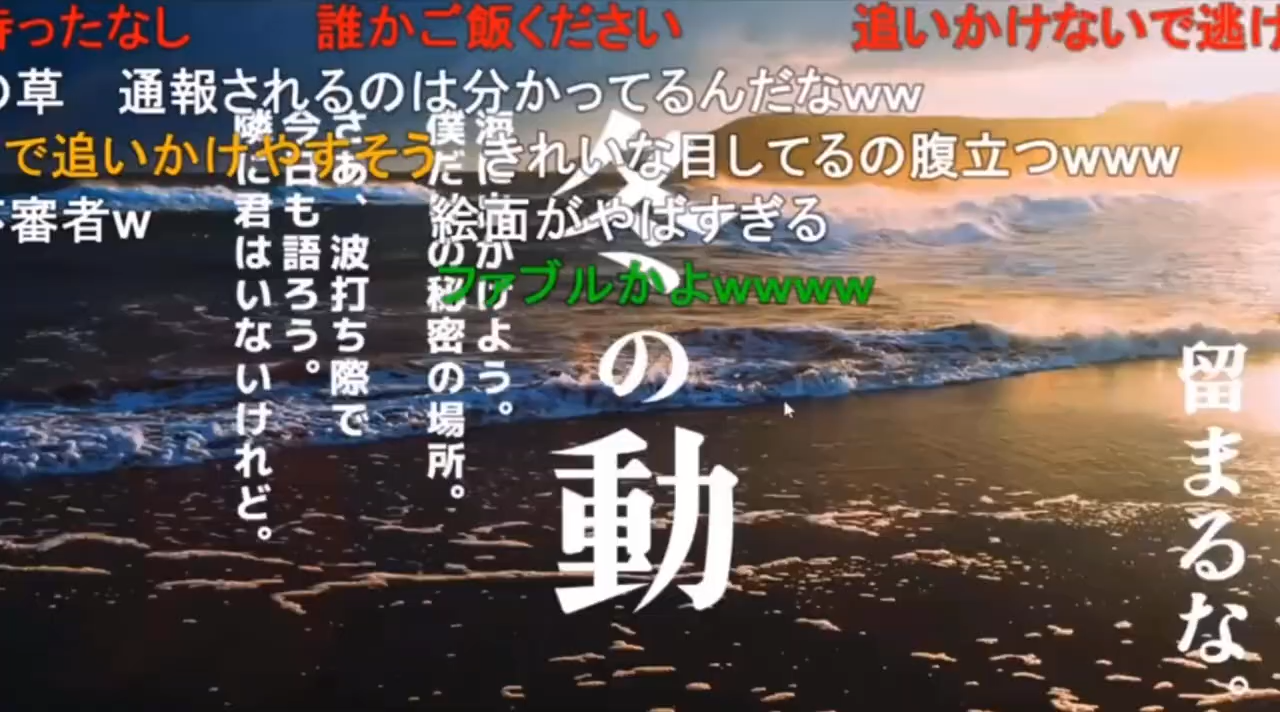 待ったなし 誰かご飯ください 追いかけないで逃げ
の草 通報されるのは分かってるんだなww
で追いかけやすそう きれいな目してるの腹立つwww
審者w 絵面がやばすぎる
ファブルかよwwww
留まるな。
冬の動
海に出かけよう。
僕だけの秘密の場所。
さあ、波打ち際で
今日も語ろう。
隣に君はいないけれど。